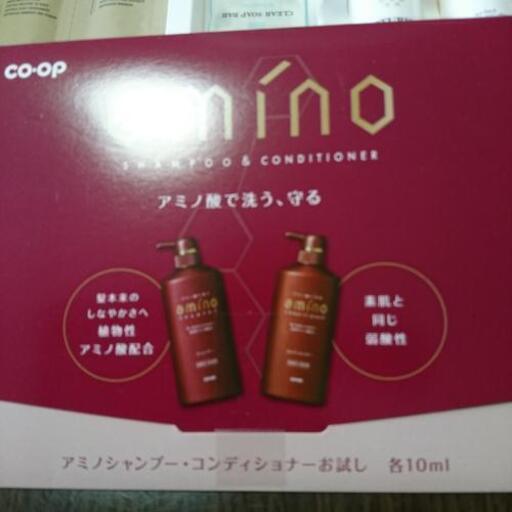 CLEAR SOAP BAR
CO·OP
amino
SHAMPOO & CONDITIONER
アミノ酸で洗う、守る
髪本来の
しなやかさへ
植物性
アミノ酸配合
amino
SHAMPOO
amino
素肌と
同じ
弱酸性
アミノシャンプー・コンディショナーお試し 各10ml